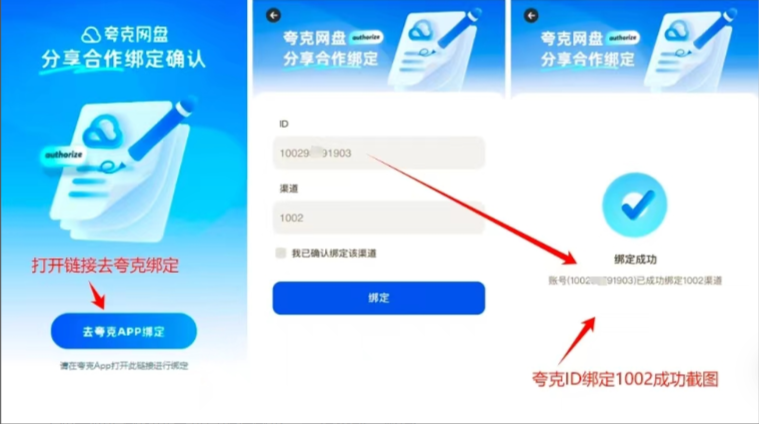 夸克网盘
分享合作绑定确认
authorize
打开链接去夸克绑定
去夸克APP绑定
请在夸克App打开此链接进行绑定
夸克网盘 authorize
分享合作绑定
ID
10029 91903
渠道
1002
我已确认绑定该渠道
绑定
夸克网盘 authorize
分享合作绑定
绑定成功
账号(1002 91903)已成功绑定1002渠道
夸克ID绑定1002成功截图